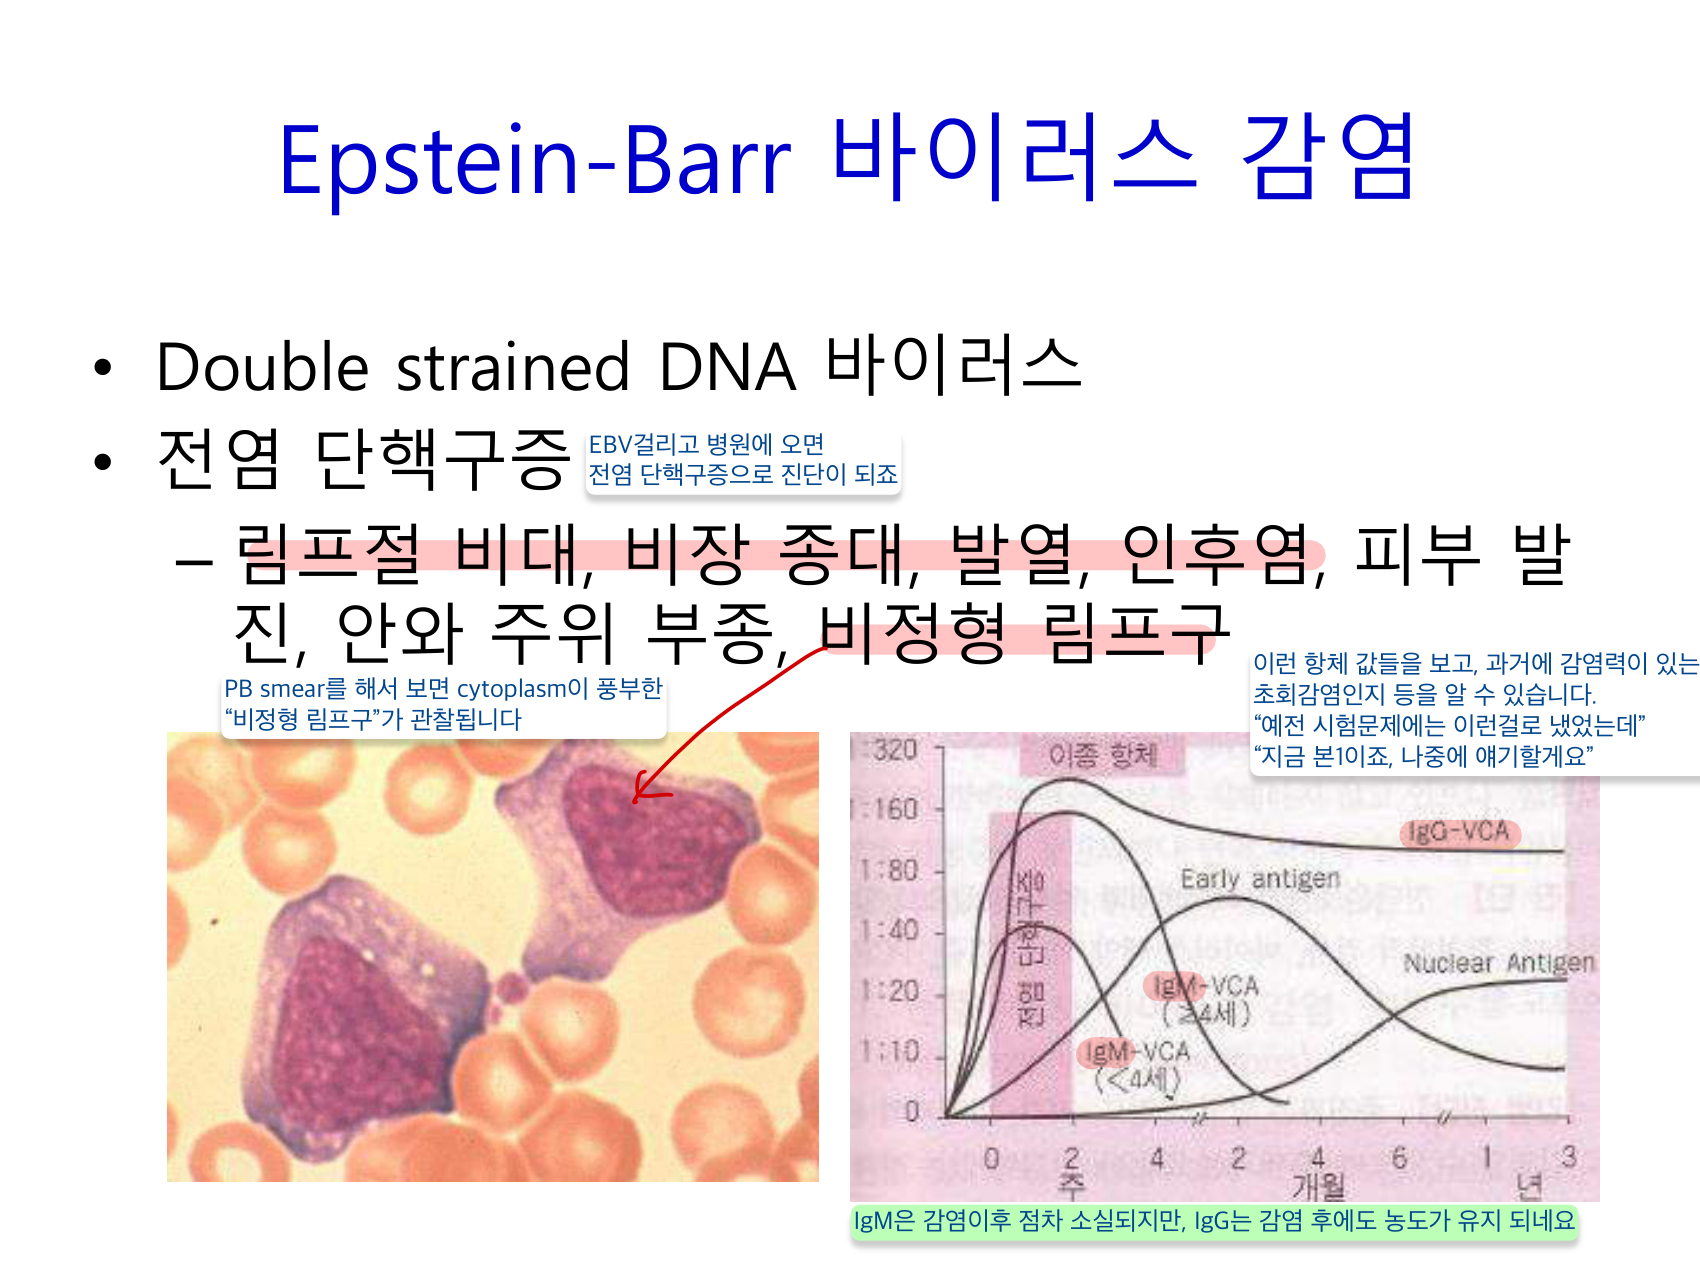 Epstein-Barr 바이러스 감염
• Double strained DNA 바이러스
• 전염 단핵구증
EBV걸리고 병원에 오면
전염 단핵구증으로 진단이 되죠
– 림프절 비대, 비장 종대, 발열, 인후염, 피부 발
진, 안와 주위 부종, 비정형 림프구
PB smear를 해서 보면 cytoplasm이 풍부한
“비정형 림프구”가 관찰됩니다
이런 항체 값들을 보고, 과거에 감염력이 있는
초회감염인지 등을 알 수 있습니다.
“예전 시험문제에는 이런걸로 냈었는데”
“지금 본1이죠, 나중에 얘기할게요”
1:320
1:160
1:80
1:40
1:20
1:10
0
이종 항체
전염 단핵구증
IgG-VCA
Early antigen
Nuclear Antigen
IgM-VCA
(≥4세)
IgM-VCA
(<4세)
0 2 4 2 4 6 1 3
주 개월 년
IgM은 감염이후 점차 소실되지만, IgG는 감염 후에도 농도가 유지 되네요